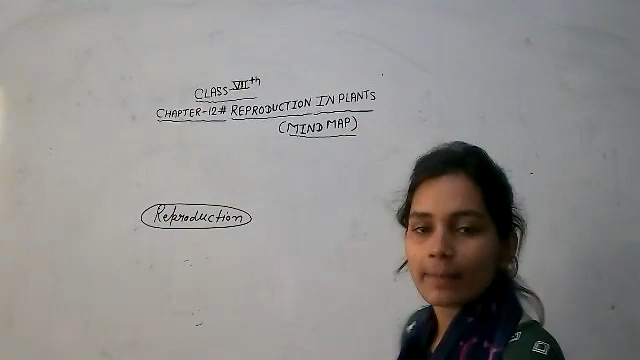 CLASS VIIth
CHAPTER-12# REPRODUCTION IN PLANTS
(MIND MAP)
Reproduction